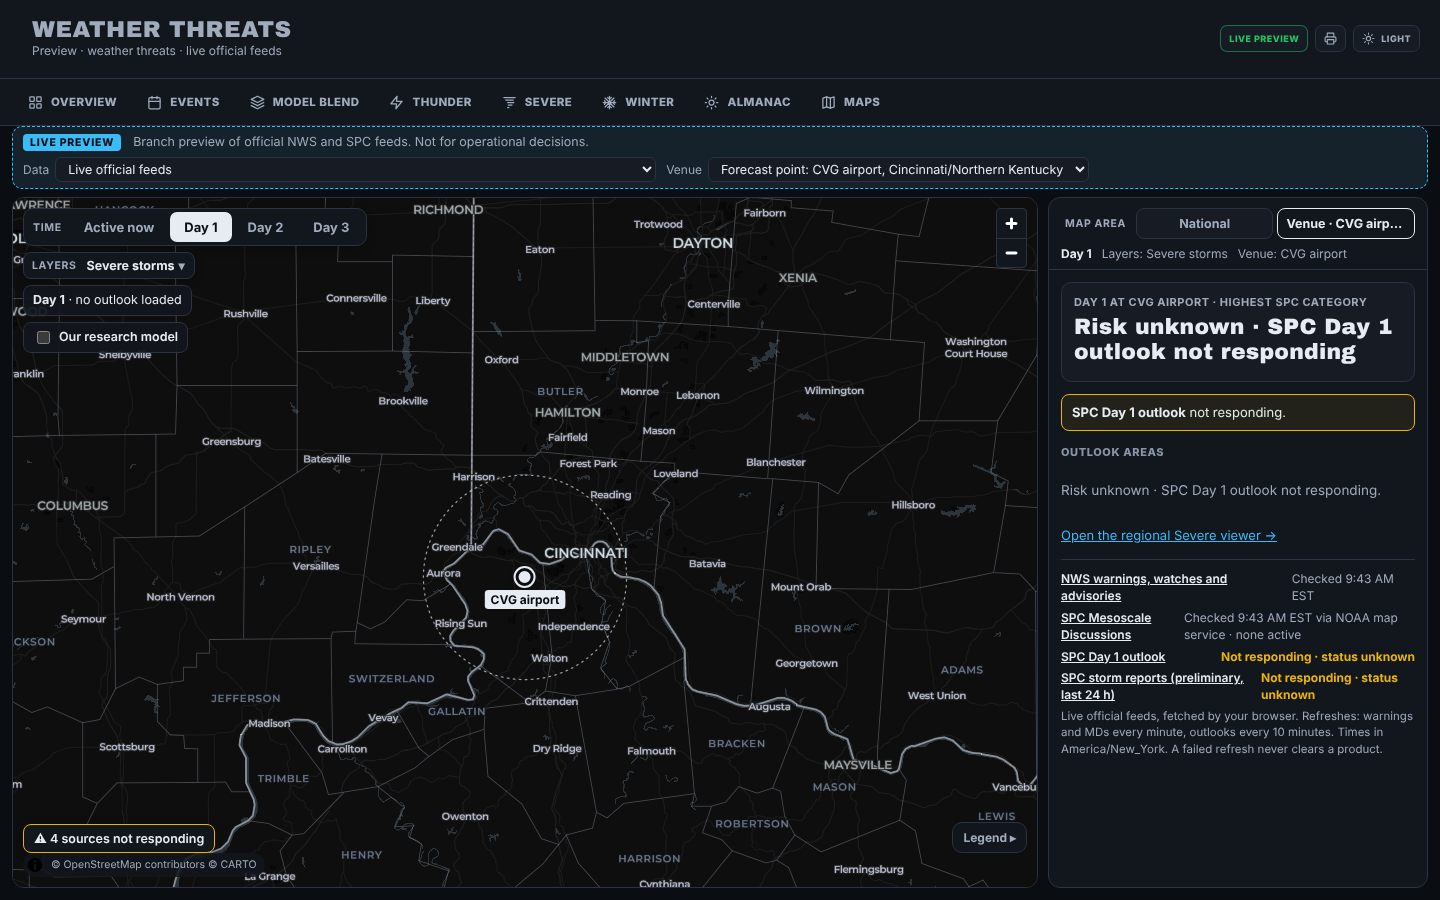 WEATHER THREATS
Preview · weather threats · live official feeds
LIVE PREVIEW
LIGHT
OVERVIEW
EVENTS
MODEL BLEND
THUNDER
SEVERE
WINTER
ALMANAC
MAPS
LIVE PREVIEW Branch preview of official NWS and SPC feeds. Not for operational decisions.
Data Live official feeds
Venue Forecast point: CVG airport, Cincinnati/Northern Kentucky
TIME Active now Day 1 Day 2 Day 3
LAYERS Severe storms ▾
Day 1 · no outlook loaded
Our research model
+
−
RICHMOND
Trotwood
Fairborn
DAYTON
Eaton
XENIA
Connersville
Liberty
Centerville
Rushville
Shelbyville
Washington
Court House
Oxford
MIDDLETOWN
anklin
BUTLER
Monroe
Lebanon
Wilmington
Brookville
HAMILTON
Fairfield
Mason
Greensburg
Batesville
Forest Park
Blanchester
Harrison
Loveland
Reading
COLUMBUS
Hillsboro
RIPLEY
Versailles
Greendale
CINCINNATI
Aurora
Batavia
Mount Orab
CVG airport
North Vernon
Seymour
Rising Sun
Independence
BROWN
CKSON
Walton
Georgetown
ADAMS
SWITZERLAND
JEFFERSON
Crittenden
West Union
GALLATIN
Augusta
Madison
Vevay
Scottsburg
Carrollton
Dry Ridge
Falmouth
BRACKEN
MAYSVILLE
TRIMBLE
MASON
Vancebu
Owenton
LEWIS
ROBERTSON
HENRY
HARRISON
Flemingsburg
La Grange
Cynthiana
⚠ 4 sources not responding
© OpenStreetMap contributors © CARTO
Legend ▸
MAP AREA National Venue · CVG airp…
Day 1 Layers: Severe storms Venue: CVG airport
DAY 1 AT CVG AIRPORT · HIGHEST SPC CATEGORY
Risk unknown · SPC Day 1
outlook not responding
SPC Day 1 outlook not responding.
OUTLOOK AREAS
Risk unknown · SPC Day 1 outlook not responding.
Open the regional Severe viewer →
NWS warnings, watches and
advisories
Checked 9:43 AM
EST
SPC Mesoscale
Discussions
Checked 9:43 AM EST via NOAA map
service · none active
SPC Day 1 outlook
Not responding · status unknown
SPC storm reports (preliminary,
last 24 h)
Not responding · status
unknown
Live official feeds, fetched by your browser. Refreshes: warnings
and MDs every minute, outlooks every 10 minutes. Times in
America/New_York. A failed refresh never clears a product.